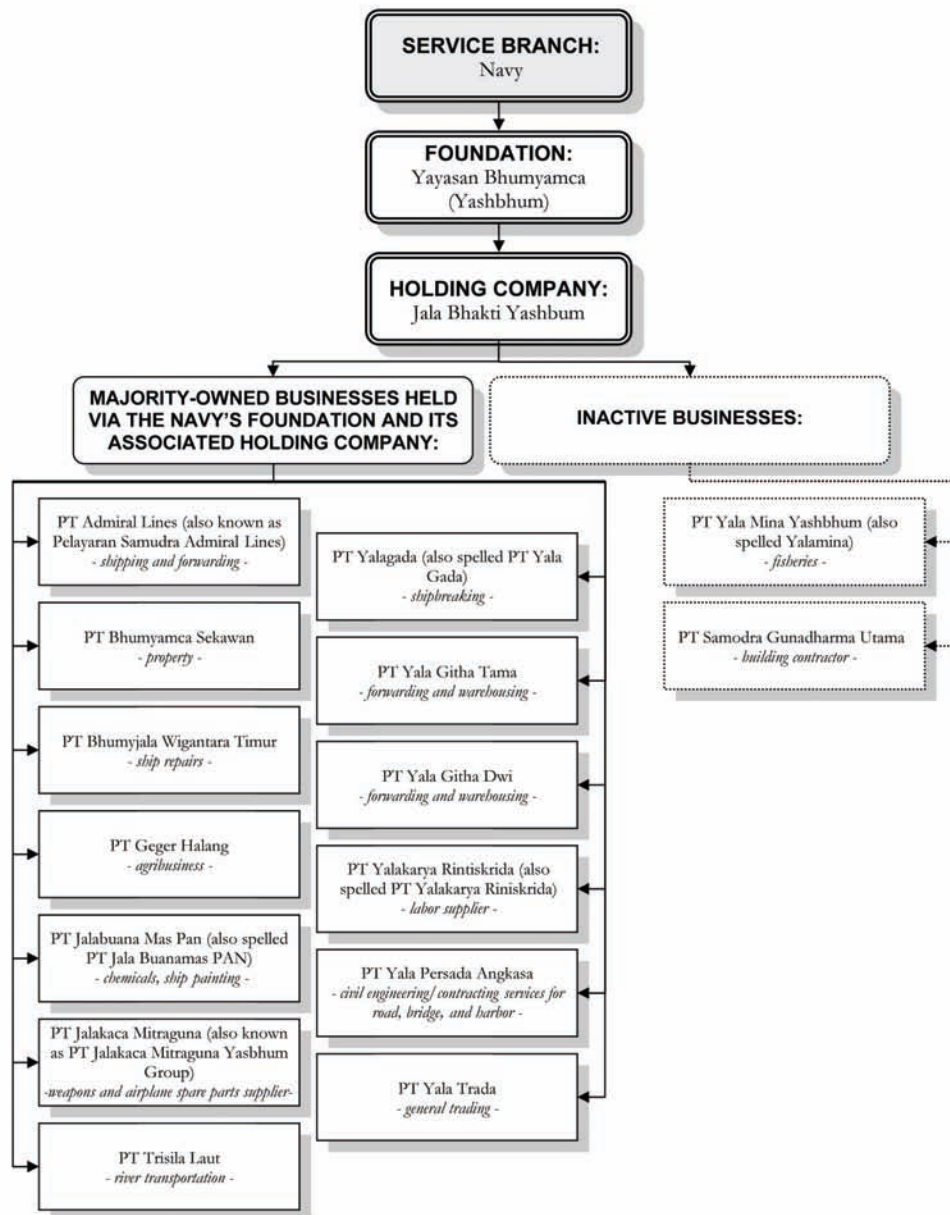 SERVICE BRANCH:
Navy
FOUNDATION:
Yayasan Bhumyamca
(Yashbhum)
HOLDING COMPANY:
Jala Bhakti Yashbum
MAJORITY-OWNED BUSINESSES HELD
VIA THE NAVY'S FOUNDATION AND ITS
ASSOCIATED HOLDING COMPANY:
INACTIVE BUSINESSES:
PT Admiral Lines (also known as
Pelayaran Samudra Admiral Lines)
- shipping and forwarding -
PT Bhumyamca Sekawan
- property -
PT Bhumyjala Wigantara Timur
- ship repairs -
PT Geger Halang
- agribusiness -
PT Jalabuana Mas Pan (also spelled
PT Jala Buanamas PAN)
- chemicals, ship painting -
PT Jalakaca Mitraguna (also known
as PT Jalakaca Mitraguna Yasbhum
Group)
-weapons and airplane spare parts supplier-
PT Trisila Laut
- river transportation -
PT Yalagada (also spelled PT Yala
Gada)
- shipbreaking -
PT Yala Githa Tama
- forwarding and warehousing -
PT Yala Githa Dwi
- forwarding and warehousing -
PT Yalakarya Rintiskrida (also
spelled PT Yalakarya Riniskrida)
- labor supplier -
PT Yala Persada Angkasa
- civil engineering/ contracting services for
road, bridge, and harbor -
PT Yala Trada
- general trading -
PT Yala Mina Yashbhum (also
spelled Yalamina)
- fisheries -
PT Samodra Gunadharma Utama
- building contractor -